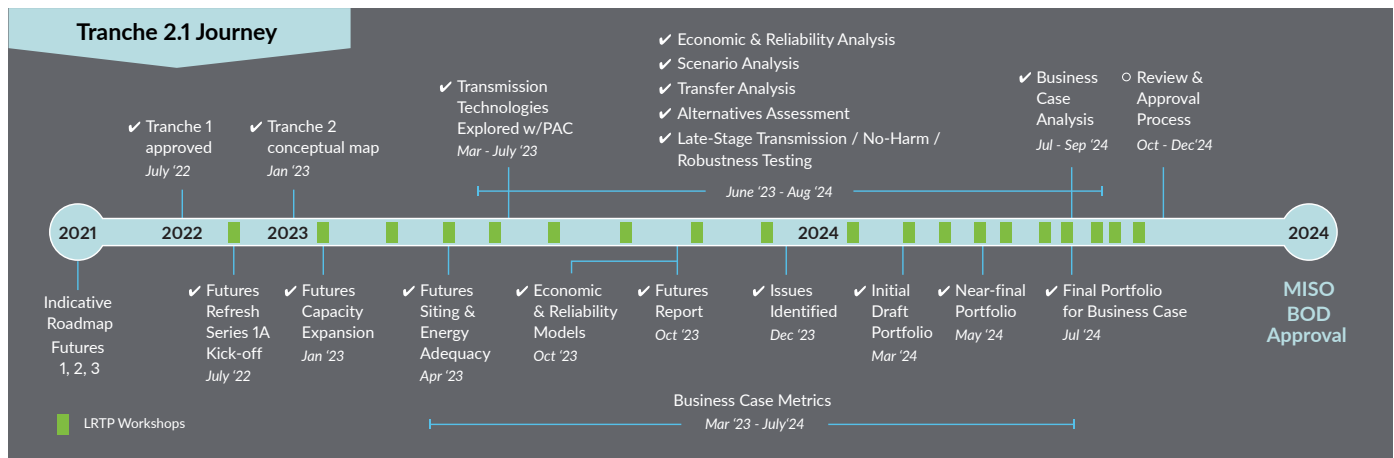 Tranche 2.1 Journey
✔ Tranche 1
approved
July ‘22
✔ Tranche 2
conceptual map
Jan ‘23
✔ Transmission
Technologies
Explored w/PAC
Mar - July ‘23
✔ Economic & Reliability Analysis
✔ Scenario Analysis
✔ Transfer Analysis
✔ Alternatives Assessment
✔ Late-Stage Transmission / No-Harm /
Robustness Testing
June ‘23 - Aug ‘24
✔ Business
Case
Analysis
Jul - Sep ‘24
○ Review &
Approval
Process
Oct - Dec‘24
2021
2022
2023
2024
2024
Indicative
Roadmap
Futures
1, 2, 3
✔ Futures
Refresh
Series 1A
Kick-off
July ‘22
✔ Futures
Capacity
Expansion
Jan ‘23
✔ Futures
Siting &
Energy
Adequacy
Apr ‘23
✔ Economic
& Reliability
Models
Oct ‘23
✔ Futures
Report
Oct ‘23
✔ Issues
Identified
Dec ‘23
✔ Initial
Draft
Portfolio
Mar ‘24
✔ Near-final
Portfolio
May ‘24
✔ Final Portfolio
for Business Case
Jul ‘24
MISO
BOD
Approval
Business Case Metrics
Mar ‘23 - July‘24
LRTP Workshops